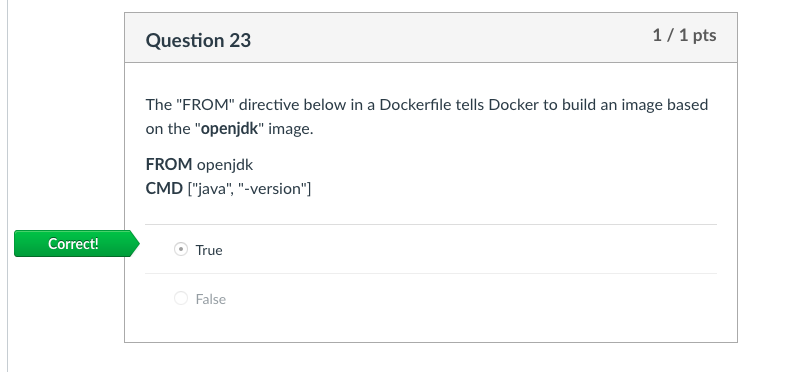 Question 23
1 / 1 pts
The "FROM" directive below in a Dockerfile tells Docker to build an image based
on the "openjdk" image.
FROM openjdk
CMD ["java", "-version"]
Correct!
True
False